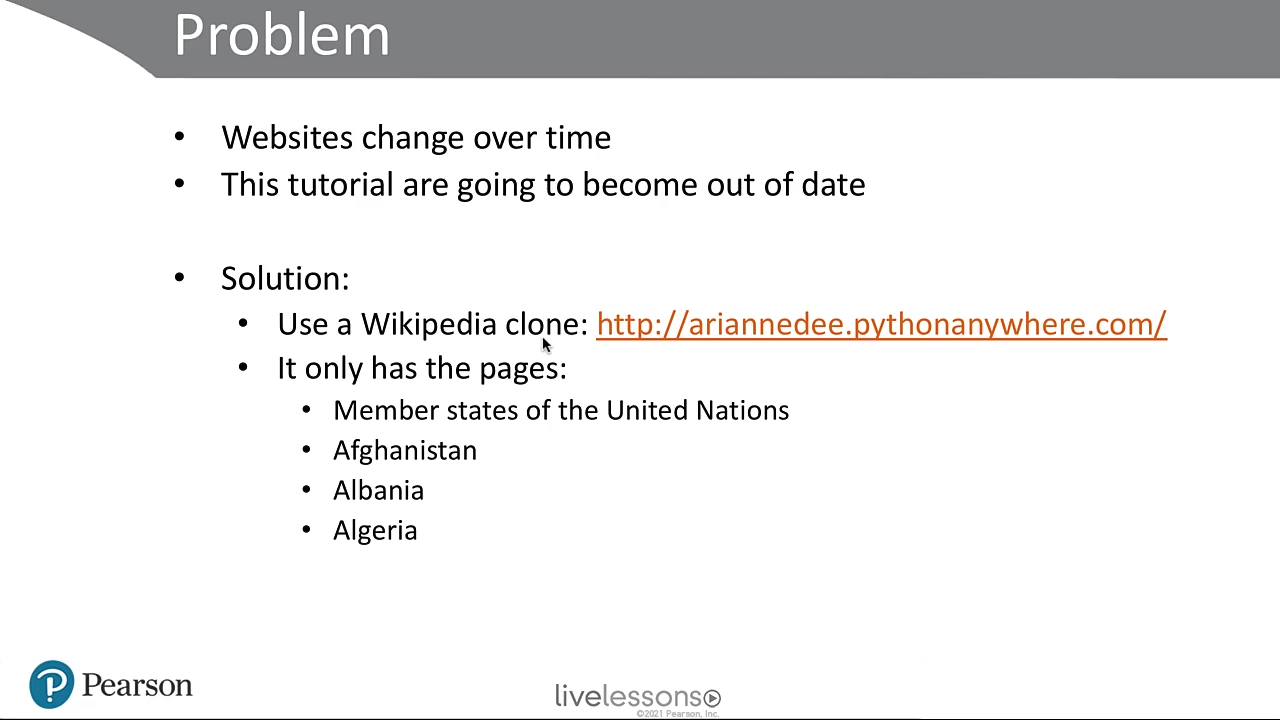 Problem
• Websites change over time
• This tutorial are going to become out of date
• Solution:
• Use a Wikipedia clone: http://ariannedee.pythonanywhere.com/
• It only has the pages:
• Member states of the United Nations
• Afghanistan
• Albania
• Algeria
Pearson
livelessons
©2021 Pearson, Inc.